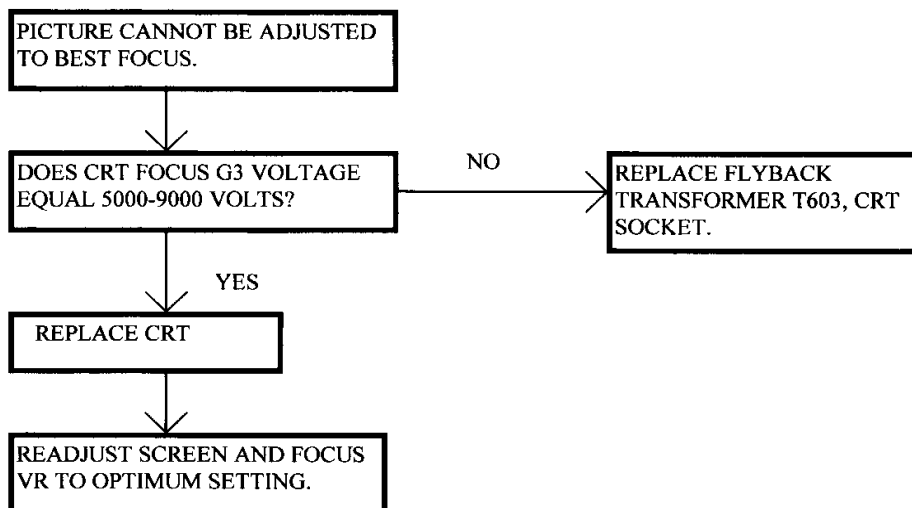 PICTURE CANNOT BE ADJUSTED
TO BEST FOCUS.
DOES CRT FOCUS G3 VOLTAGE
EQUAL 5000-9000 VOLTS?
NO
REPLACE FLYBACK
TRANSFORMER T603, CRT
SOCKET.
YES
REPLACE CRT
READJUST SCREEN AND FOCUS
VR TO OPTIMUM SETTING.